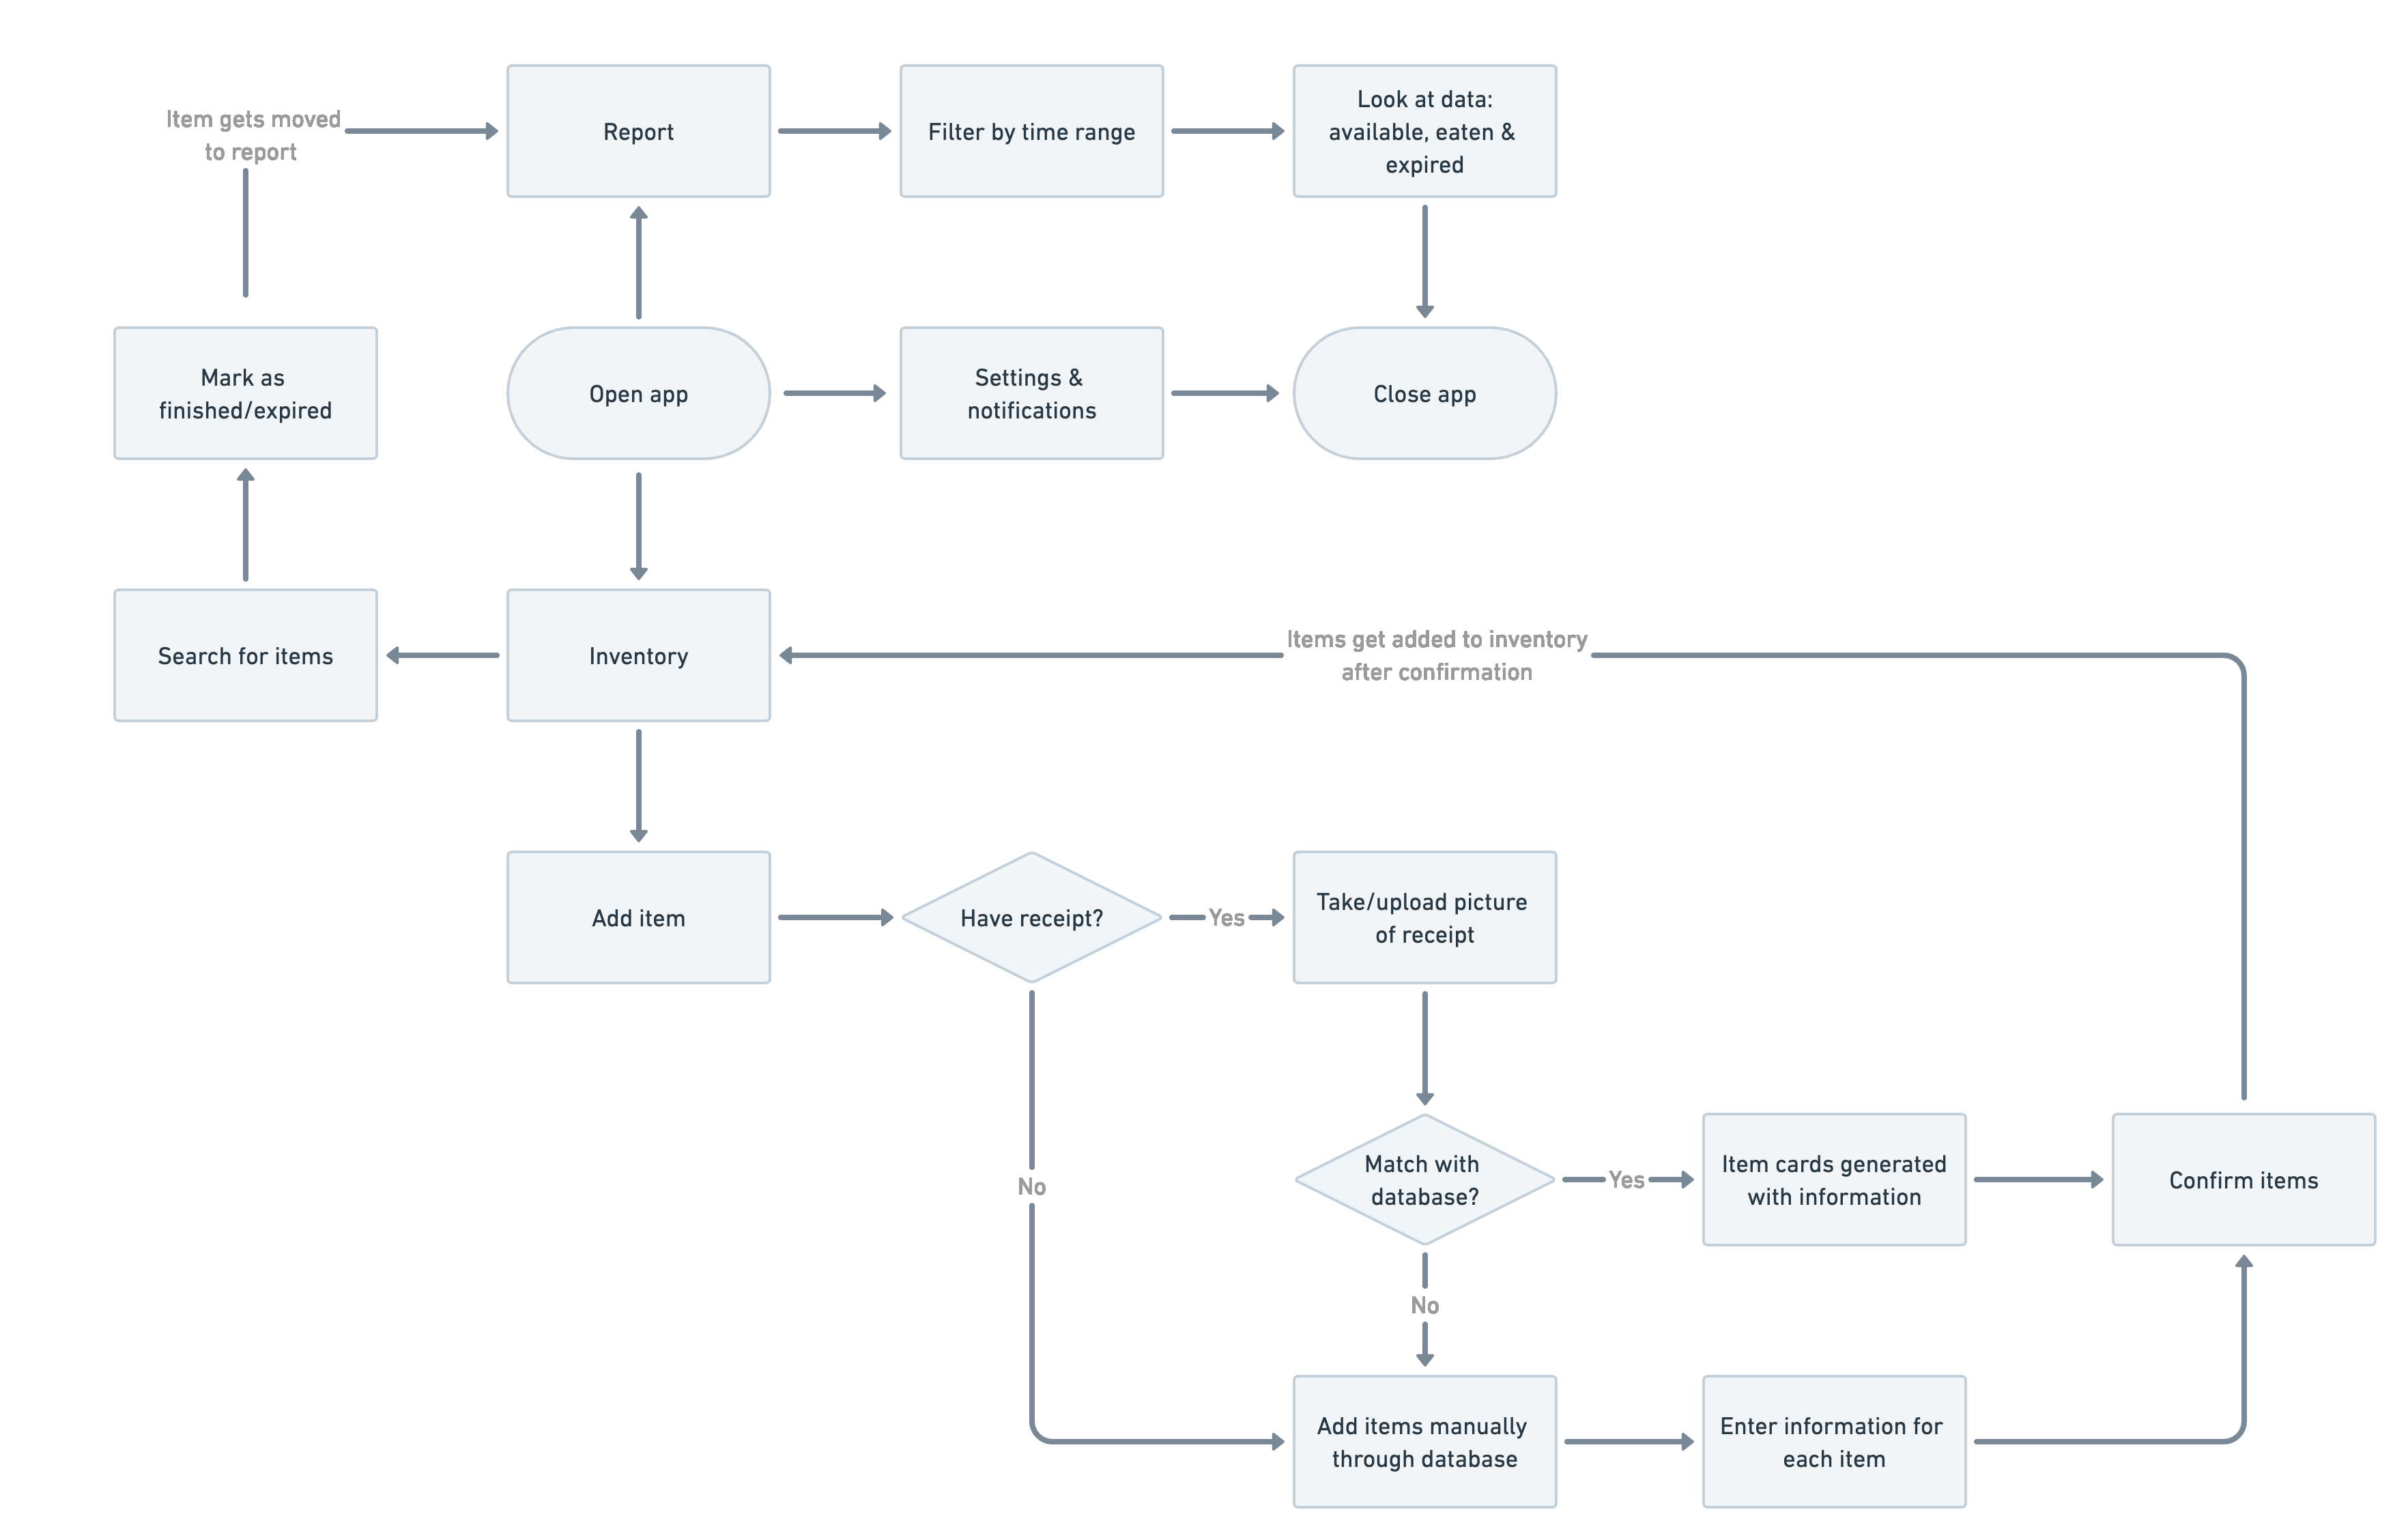 Item gets moved
to report
Report
Filter by time range
Look at data:
available, eaten &
expired
Mark as
finished/expired
Open app
Settings &
notifications
Close app
Search for items
Inventory
Items get added to inventory
after confirmation
Add item
Have receipt?
Yes
Take/upload picture
of receipt
No
Match with
database?
Yes
Item cards generated
with information
Confirm items
No
Add items manually
through database
Enter information for
each item